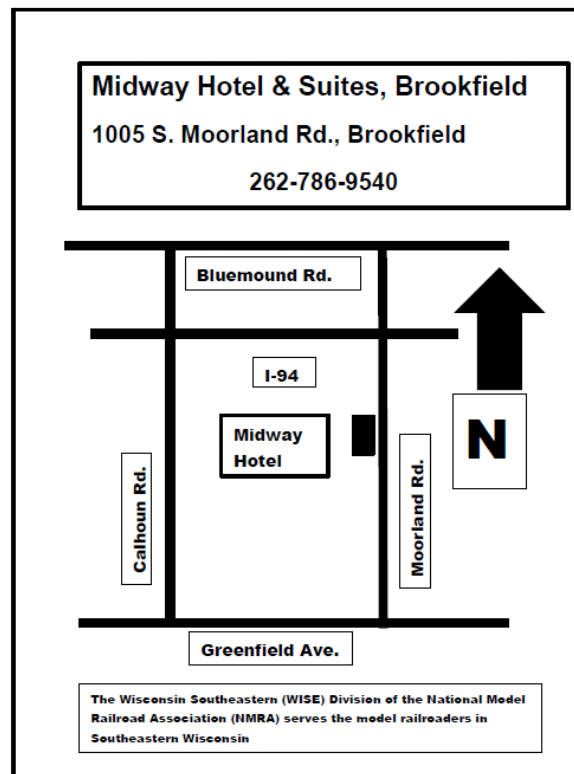 Midway Hotel & Suites, Brookfield
1005 S. Moorland Rd., Brookfield
262-786-9540
Bluemound Rd.
I-94
Midway
Hotel
N
Calhoun Rd.
Moorland Rd.
Greenfield Ave.
The Wisconsin Southeastern (WISE) Division of the National Model
Railroad Association (NMRA) serves the model railroaders in
Southeastern Wisconsin